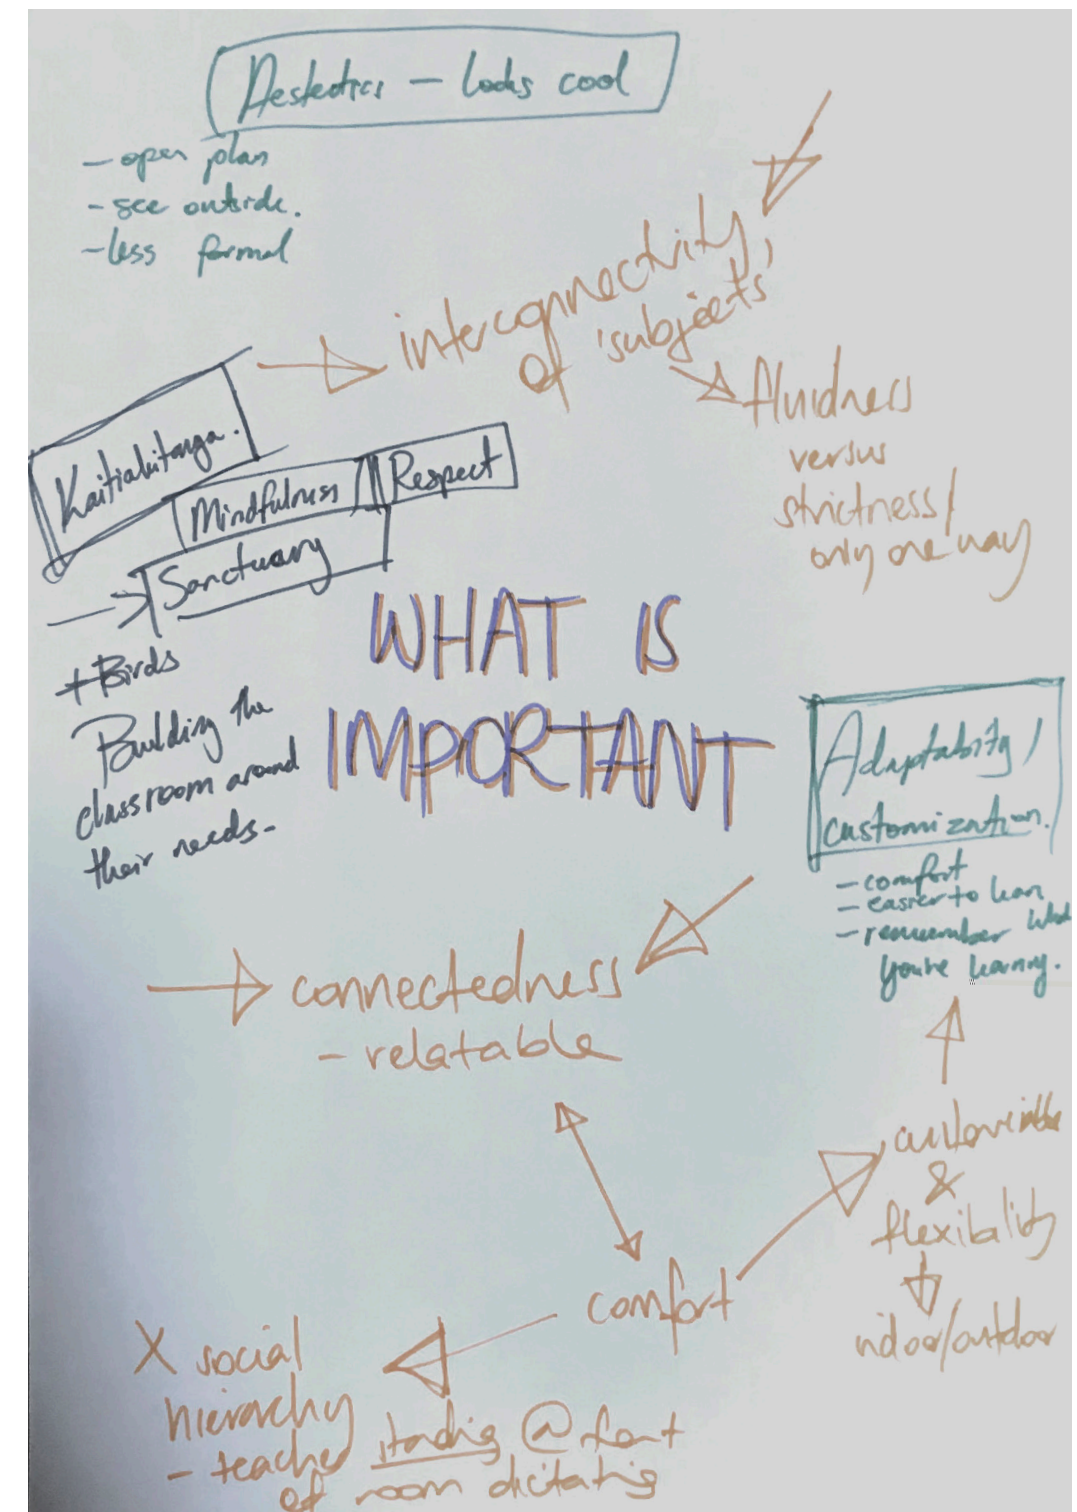 Aestetics — looks cool
- open plan
- see outside.
- less formal
interconnectivity
of 'subjects'
fluidness
versus
strictness/
only one way
Kaitiakitanga.
Mindfulness
Respect
Sanctuary
+ Birds
Building the
classroom around
their needs-
WHAT IS
IMPORTANT
Adaptability/
customization.
- comfort
- easier to learn
- remember what
you're learning.
connectedness
- relatable
&
flexibility
indoor/outdoor
comfort
X social
hierarchy
- teacher standing @ front
of room dictating